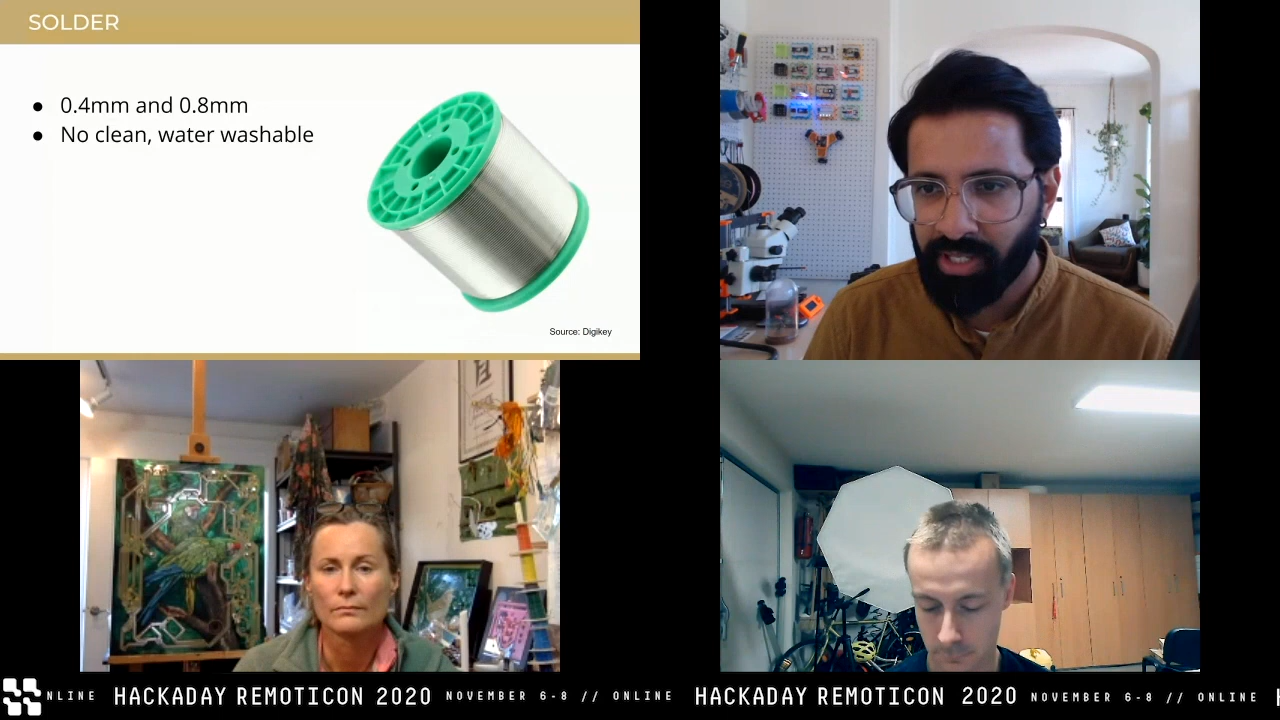 SOLDER
● 0.4mm and 0.8mm
● No clean, water washable
Source: Digikey
NLINE HACKADAY REMOTICON 2020 NOVEMBER 6-8 // ONLINE HACKADAY REMOTICON 2020 NOVEMBER 6-8 // ONLINE